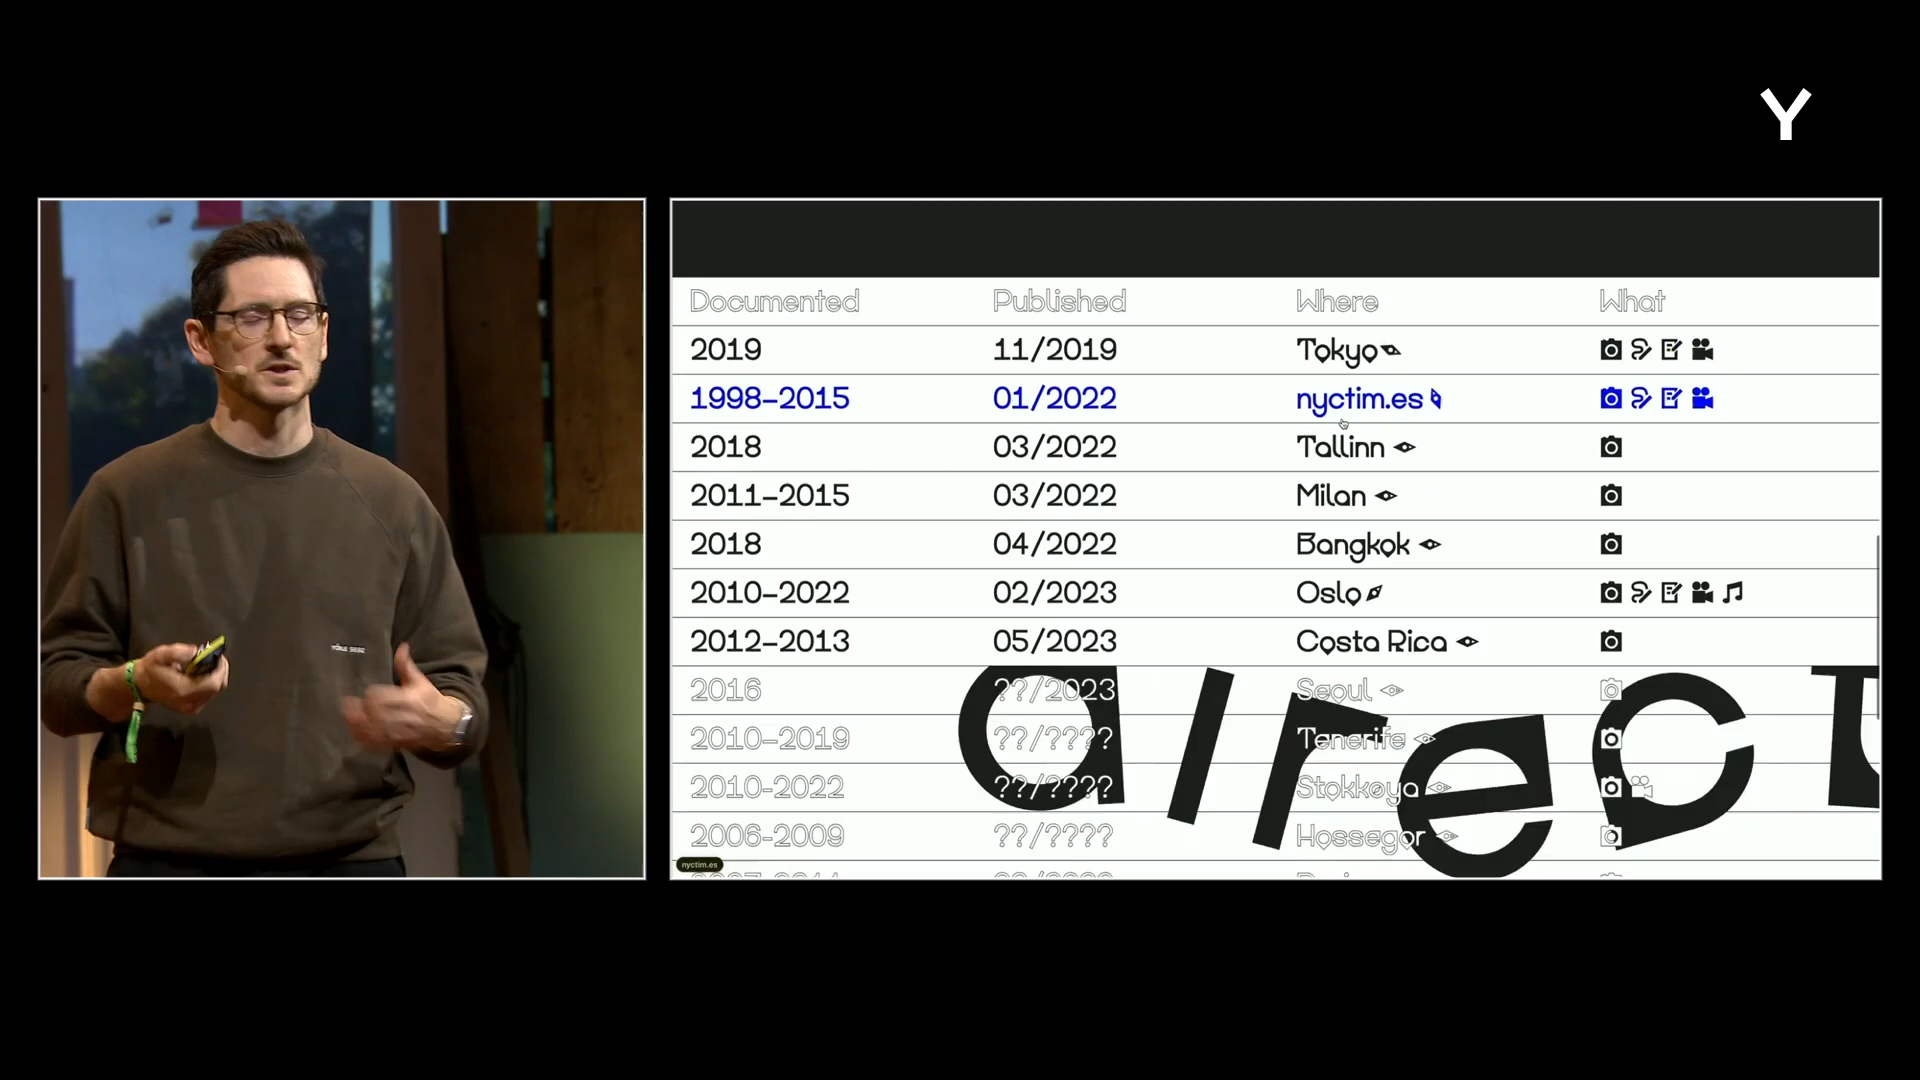 Y
Documented Published Where What
2019 11/2019 Tokyo
1998–2015 01/2022 nyctim.es
2018 03/2022 Tallinn
2011–2015 03/2022 Milan
2018 04/2022 Bangkok
2010–2022 02/2023 Oslo
2012–2013 05/2023 Costa Rica
2016 ??/2023 Seoul
2010–2019 ??/???? Tenerife
2010-2022 ??/???? Stokkøya
2006-2009 ??/???? Hossegor
nyctim.es